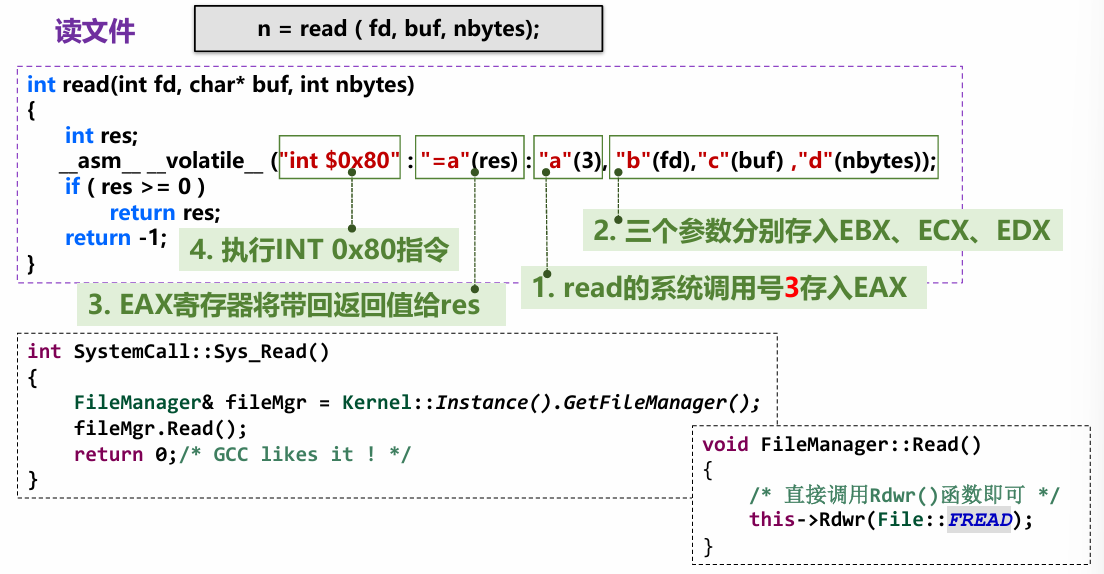 读文件
n = read ( fd, buf, nbytes);
int read(int fd, char* buf, int nbytes)
{
int res;
__asm__ __volatile__ ("int $0x80" : "=a"(res) : "a"(3), "b"(fd),"c"(buf) ,"d"(nbytes));
if ( res >= 0 )
return res;
return -1;
}
2. 三个参数分别存入EBX、ECX、EDX
4. 执行INT 0x80指令
1. read的系统调用号3存入EAX
3. EAX寄存器将带回返回值给res
int SystemCall::Sys_Read()
{
FileManager& fileMgr = Kernel::Instance().GetFileManager();
fileMgr.Read();
return 0;/* GCC likes it ! */
}
void FileManager::Read()
{
/* 直接调用Rdwr()函数即可 */
this->Rdwr(File::FREAD);
}